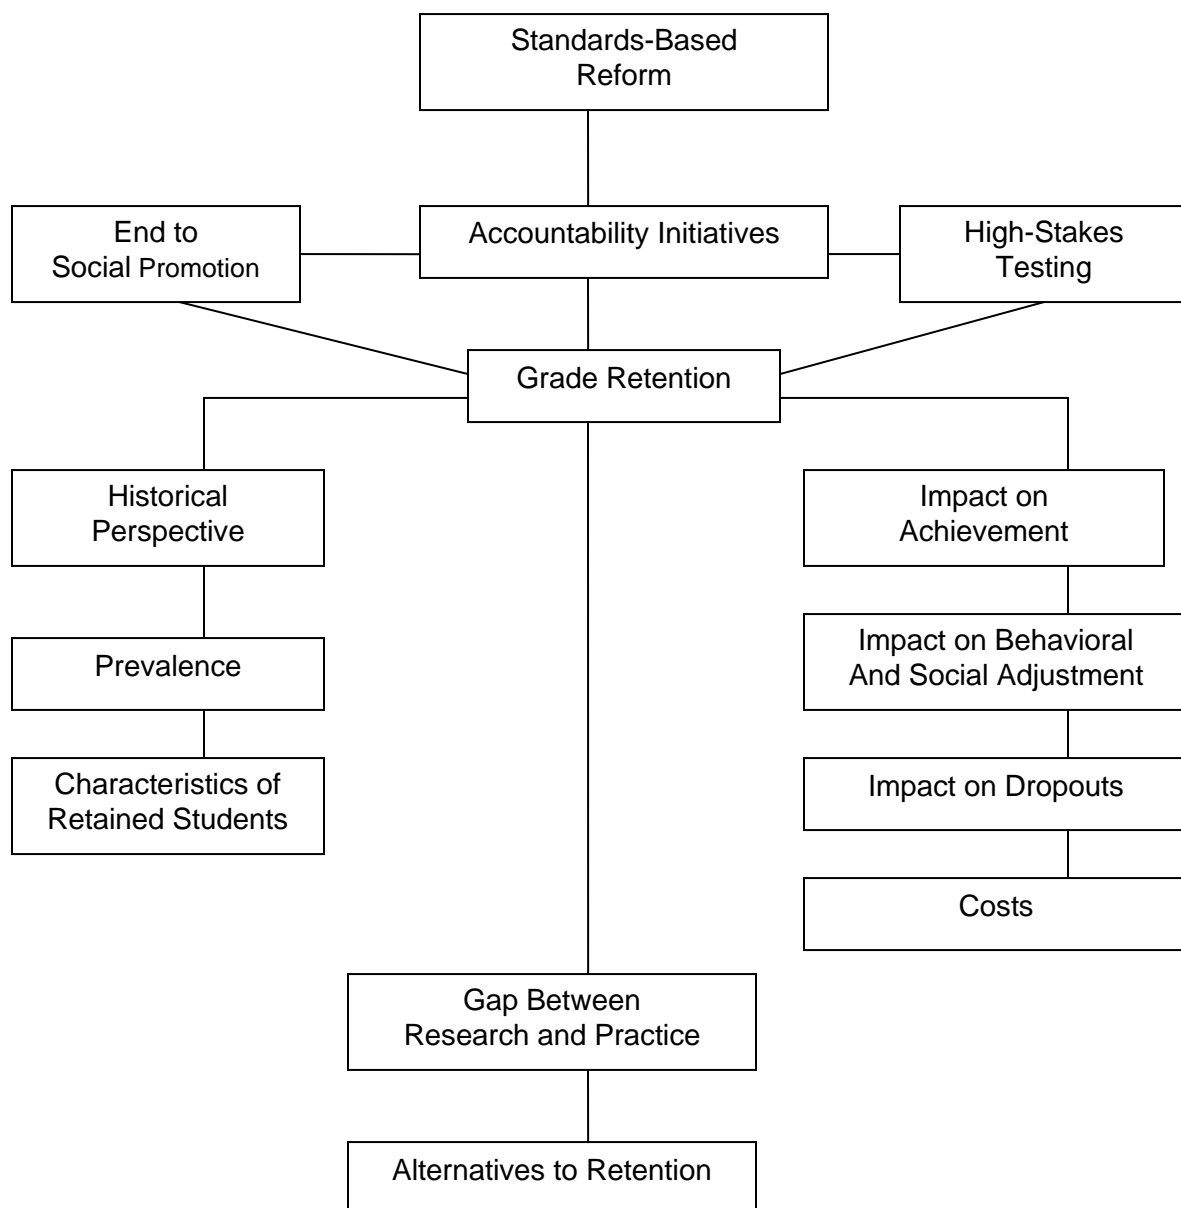 Standards-Based
Reform
End to
Social Promotion
Accountability Initiatives
High-Stakes
Testing
Grade Retention
Historical
Perspective
Impact on
Achievement
Prevalence
Impact on Behavioral
And Social Adjustment
Characteristics of
Retained Students
Impact on Dropouts
Costs
Gap Between
Research and Practice
Alternatives to Retention